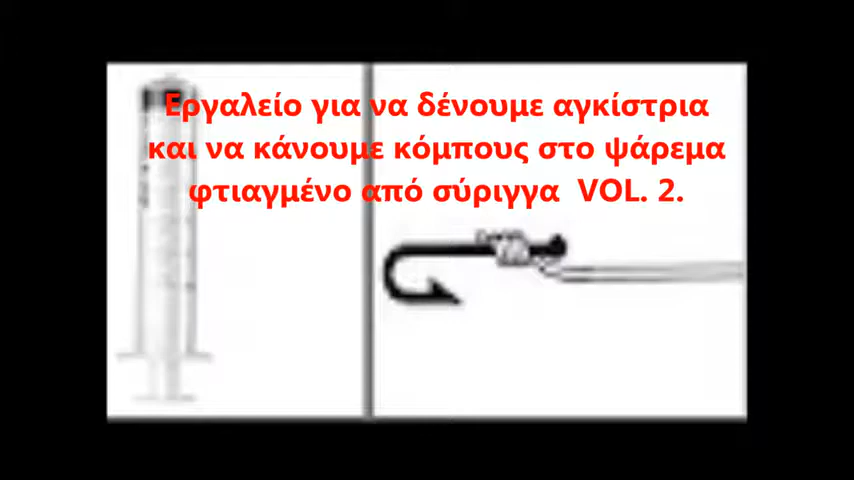 Εργαλείο για να δένουμε αγκίστρια
και να κάνουμε κόμπους στο ψάρεμα
φτιαγμένο από σύριγγα VOL. 2.